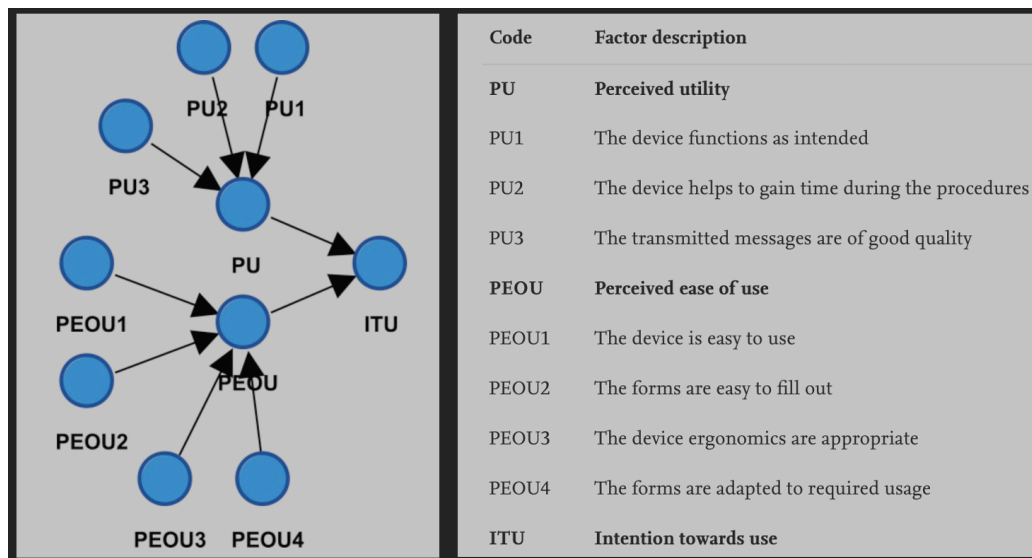 PU2
PU1
PU3
PU
PEOU1
ITU
PEOU
PEOU2
PEOU3
PEOU4
Code Factor description
PU Perceived utility
PU1 The device functions as intended
PU2 The device helps to gain time during the procedures
PU3 The transmitted messages are of good quality
PEOU Perceived ease of use
PEOU1 The device is easy to use
PEOU2 The forms are easy to fill out
PEOU3 The device ergonomics are appropriate
PEOU4 The forms are adapted to required usage
ITU Intention towards use